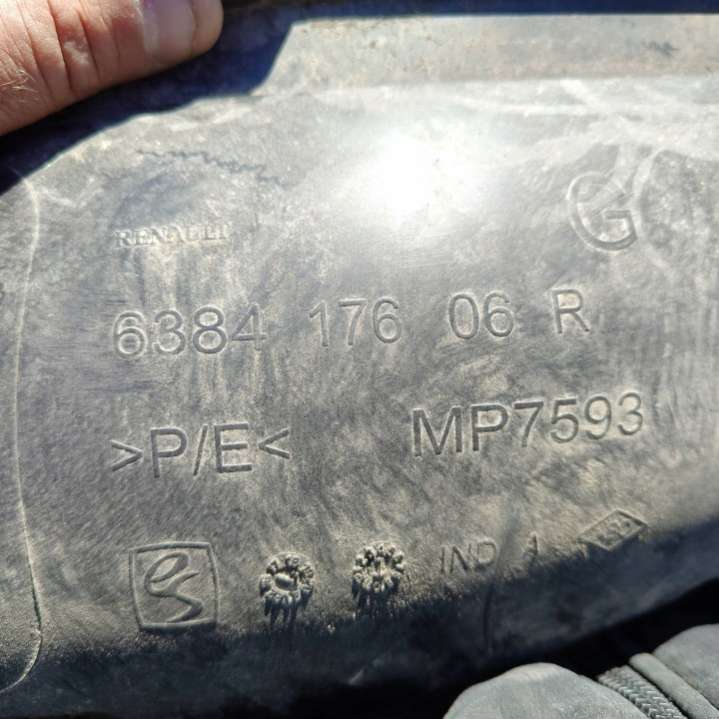 G
RENAULT
6384 176 06 R
>P/E< MP7593
IND A